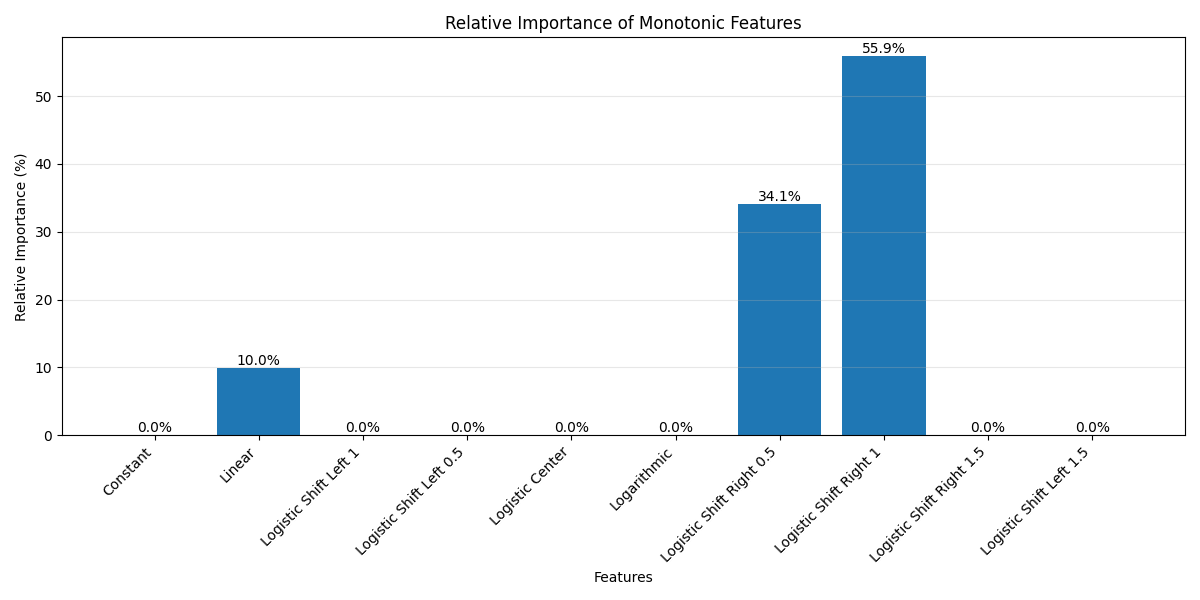 Relative Importance of Monotonic Features
Relative Importance (%)
50
40
30
20
10
0
0.0%
10.0%
0.0%
0.0%
0.0%
0.0%
34.1%
55.9%
0.0%
0.0%
Constant
Linear
Logistic Shift Left 1
Logistic Shift Left 0.5
Logistic Center
Logarithmic
Logistic Shift Right 0.5
Logistic Shift Right 1
Logistic Shift Right 1.5
Logistic Shift Left 1.5
Features